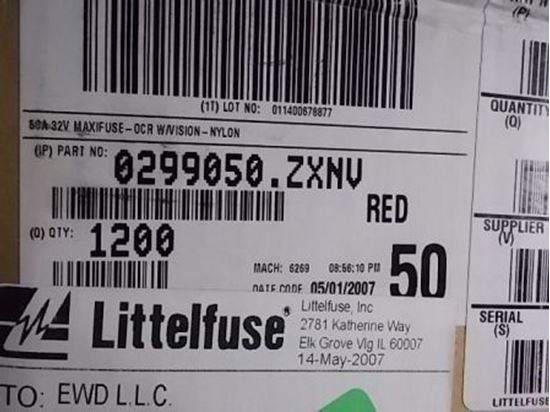 (P)
(1T) LOT NO: 011400678877
50A 32V MAXIFUSE-OCR W/VISION-NYLON
(1P) PART NO: 0299050.ZXNV
RED
(Q) QTY: 1200
MACH: 6269 08:56:10 PM
DATE CODE 05/01/2007
50
Littelfuse®
Littelfuse, Inc
2781 Katherine Way
Elk Grove Vlg IL 60007
14-May-2007
TO: EWD L.L.C.
QUANTITY
(Q)
SUPPLIER
(V)
SERIAL
(S)
LITTELFUSE